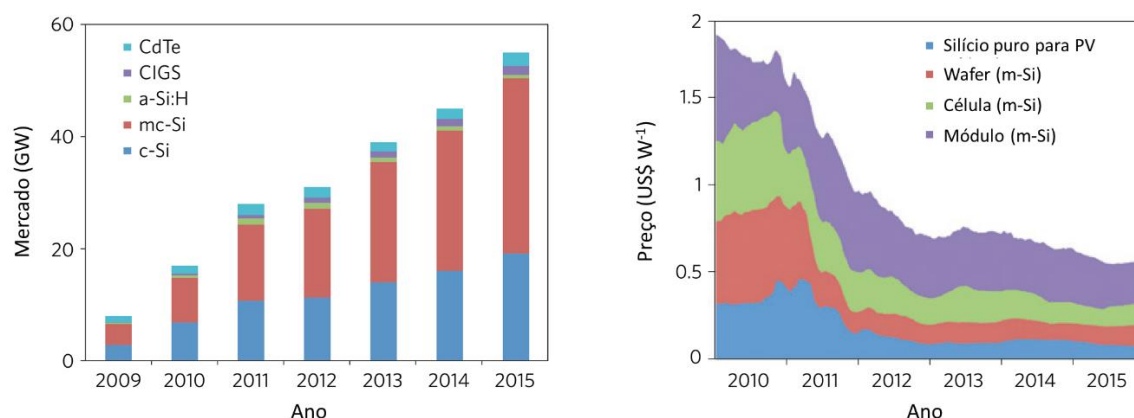 Mercado (GW)
60
40
20
0
CdTe
CIGS
a-Si:H
mc-Si
c-Si
2009 2010 2011 2012 2013 2014 2015
Ano
Preço (US$ W-1)
2
1.5
1
0.5
0
Silício puro para PV
Wafer (m-Si)
Célula (m-Si)
Módulo (m-Si)
2010 2011 2012 2013 2014 2015
Ano